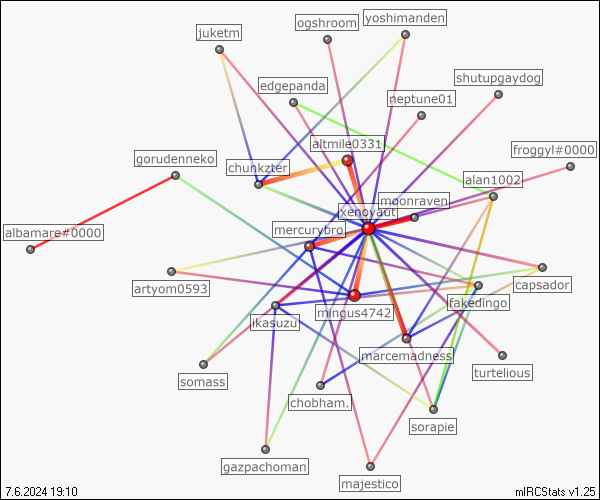 ogshroom
yoshimanden
juketm
shutupgaydog
edgepanda
neptune01
altmile0331
froggyl#0000
gorudenneko
chunkzter
alan1002
moonraven
xenoyaut
albamare#0000
mercurybro.
artyom0593
capsador
fakedingo
mingus4742
ikasuzu
marcemadness
turtelious
somass
chobham.
sorapie
gazpachoman
majestico
7.6.2024 19:10
mIRCStats v1.25